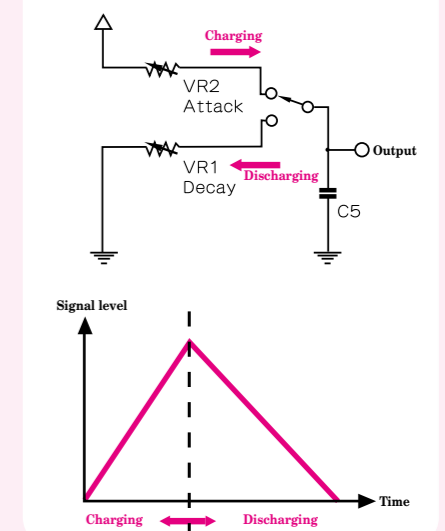 Charging
VR2
Attack
Output
VR1
Discharging
Decay
C5
Signal level
Time
Charging
Discharging